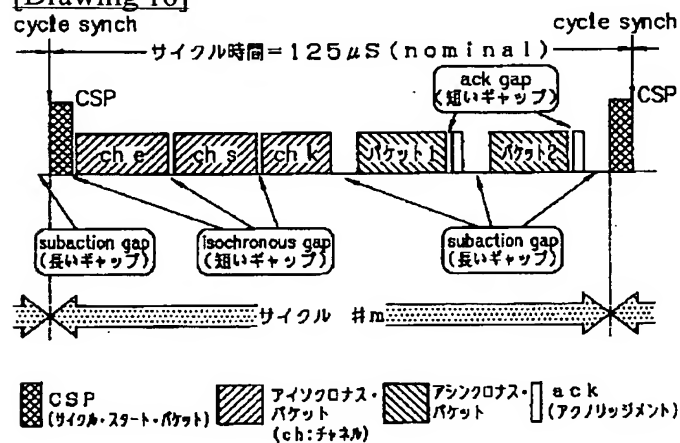 [Drawing 10]
cycle synch
cycle synch
サイクル時間=125μS(nominal)
CSP
ack gap
(短いギャップ)
CSP
ch e
ch s
ch k
パケット1
パケット2
subaction gap
(長いギャップ)
isochronous gap
(短いギャップ)
subaction gap
(長いギャップ)
サイクル #m
CSP
(サイクル・スタート・パケット)
アイソクロナス・
パケット
(ch:チャネル)
アシンクロナス・
パケット
ack
(アクノリッジメント)